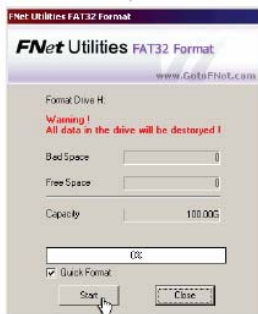 FNet Utilities FAT32 Format
FNet Utilities FAT32 Format
www.GotoFNet.com
Format Drive H:
Warning !
All data in the drive will be destoryed !
Bad Space 0
Free Space 0
Capacity 100.00G
0%
Quick Format
Start Close